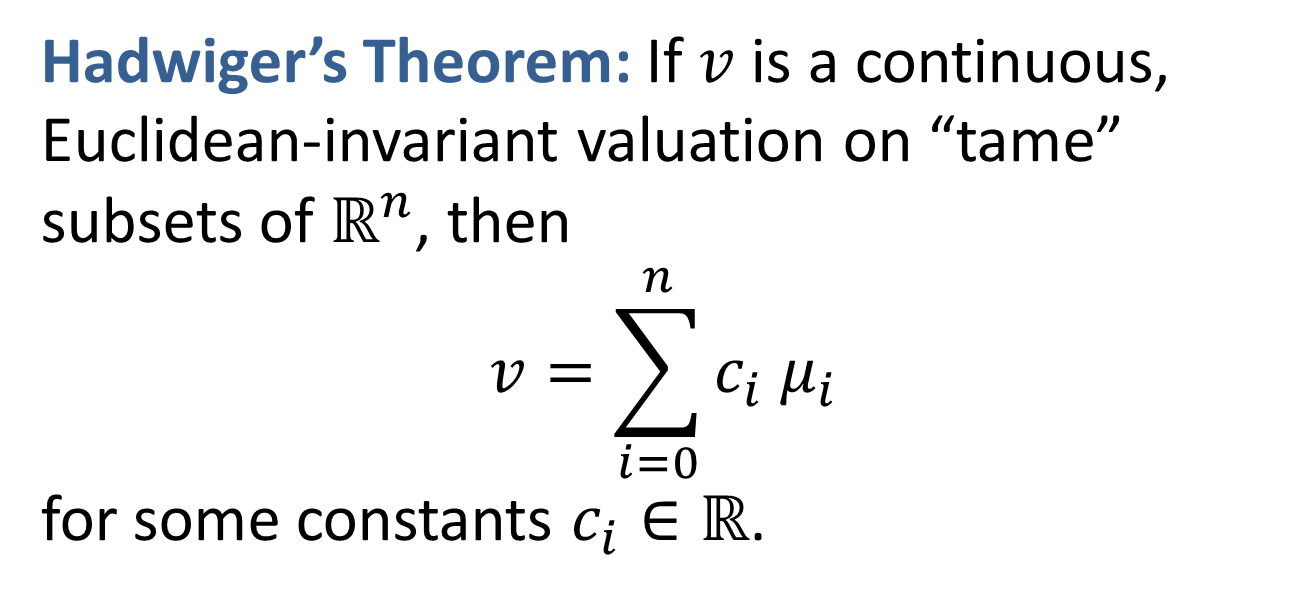 Hadwiger’s Theorem: If 𝑣 is a continuous,
Euclidean-invariant valuation on “tame”
subsets of ℝⁿ, then
n
𝑣 = ∑ cᵢ μᵢ
i=0
for some constants cᵢ ∈ ℝ.